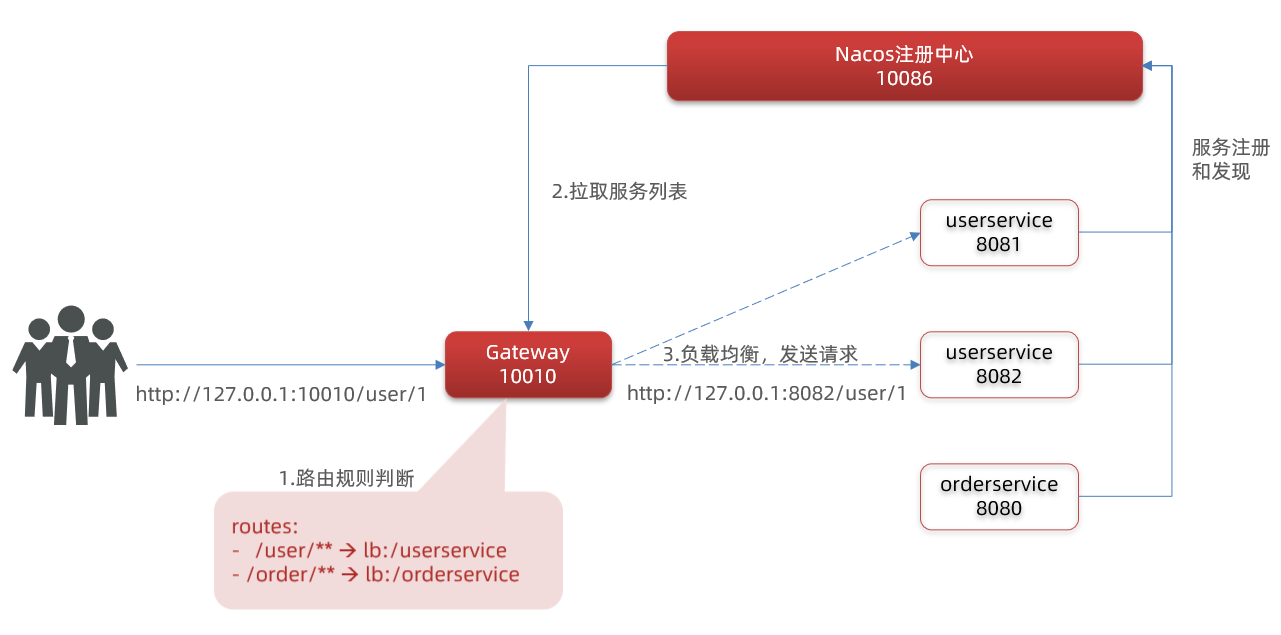 Nacos注册中心
10086
服务注册
和发现
2.拉取服务列表
userservice
8081
Gateway
10010
3.负载均衡，发送请求
userservice
8082
http://127.0.0.1:10010/user/1
http://127.0.0.1:8082/user/1
1.路由规则判断
orderservice
8080
routes:
- /user/** → lb:/userservice
- /order/** → lb:/orderservice